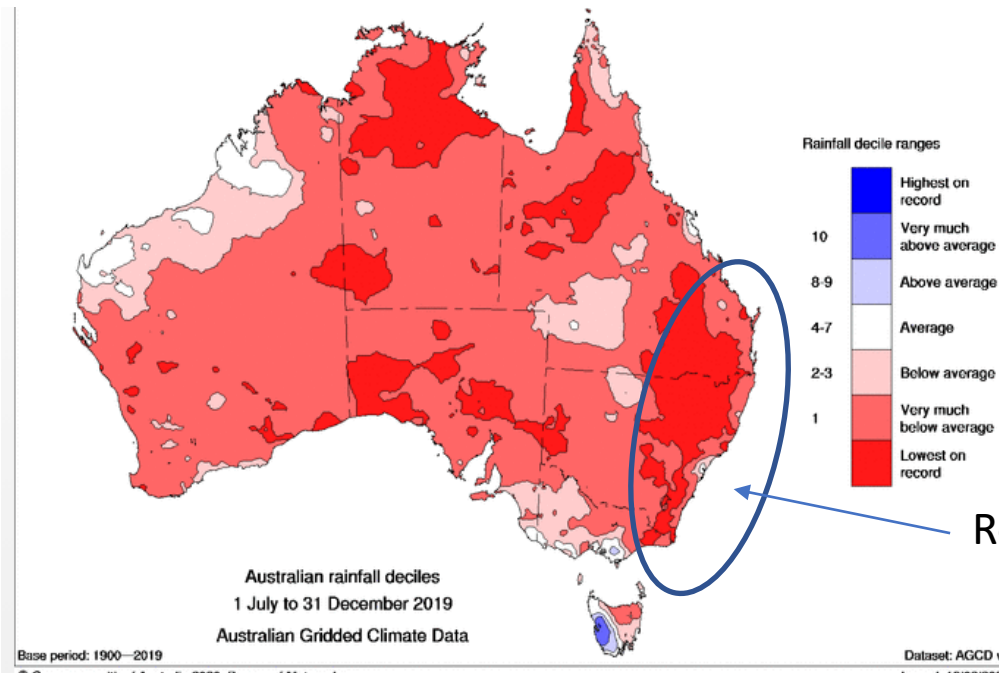 Rainfall decile ranges
Highest on
record
10
Very much
above average
8-9
Above average
4-7
Average
2-3
Below average
1
Very much
below average
Lowest on
record
R
Australian rainfall deciles
1 July to 31 December 2019
Australian Gridded Climate Data
Base period: 1900—2019
Dataset: AGCD